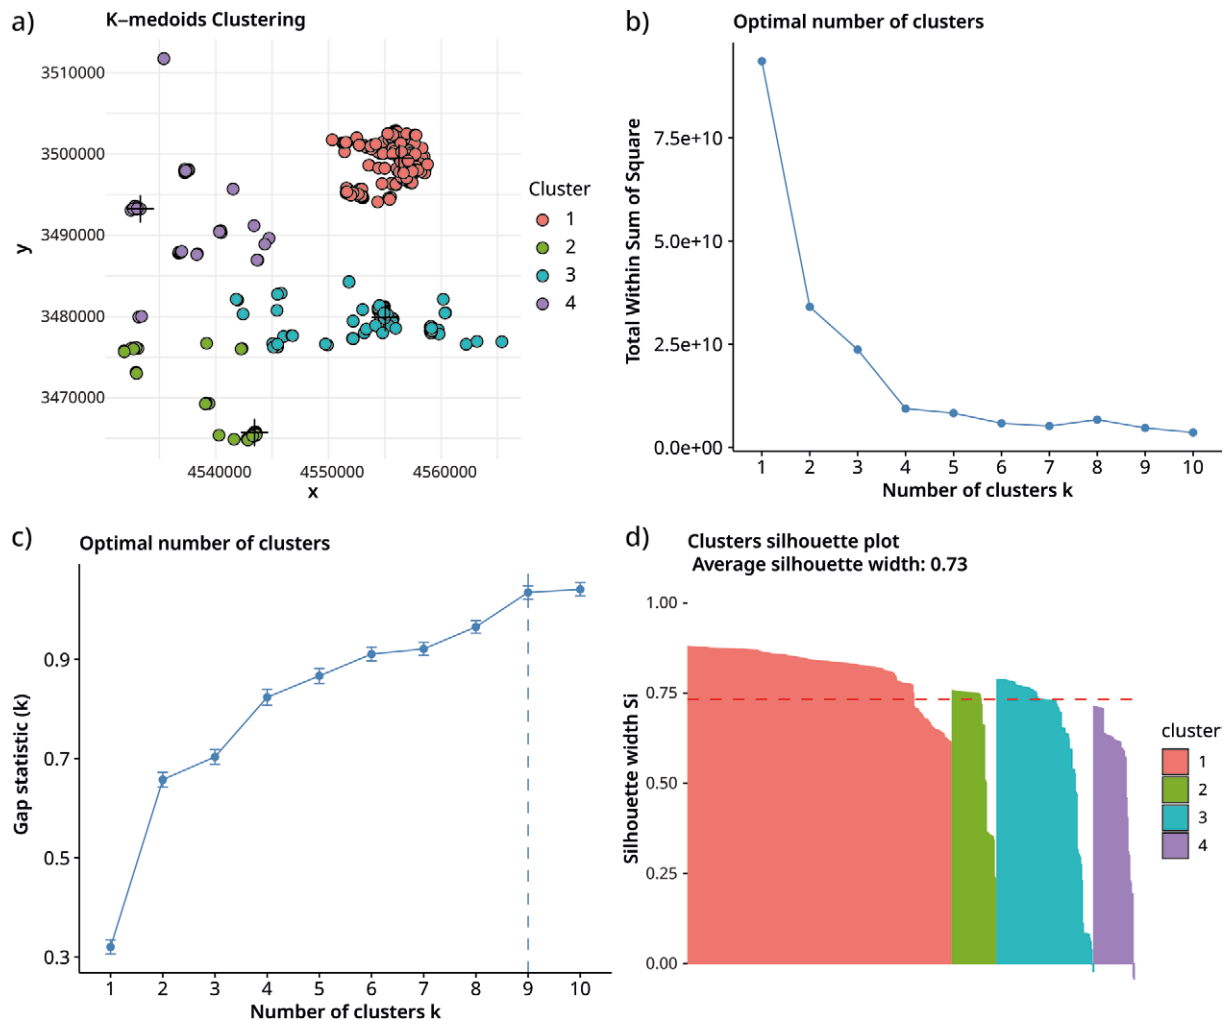 a)
K-medoids Clustering
3510000
3500000
3490000
3480000
3470000
y
4540000
4550000
4560000
x
Cluster
1
2
3
4
b)
Optimal number of clusters
Total Within Sum of Square
7.5e+10
5.0e+10
2.5e+10
0.0e+00
1 2 3 4 5 6 7 8 9 10
Number of clusters k
c)
Optimal number of clusters
Gap statistic (k)
0.9
0.7
0.5
0.3
1 2 3 4 5 6 7 8 9 10
Number of clusters k
d)
Clusters silhouette plot
Average silhouette width: 0.73
Silhouette width Si
1.00
0.75
0.50
0.25
0.00
cluster
1
2
3
4